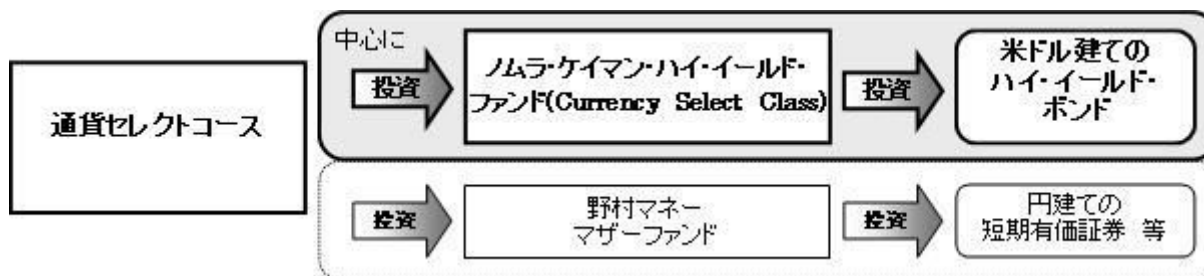 通貨セレクトコース
中心に
投資
ノムラ・ケイマン・ハイ・イールド・
ファンド(Currency Select Class)
投資
米ドル建ての
ハイ・イールド・
ボンド
投資
野村マネー
マザーファンド
投資
円建ての
短期有価証券 等